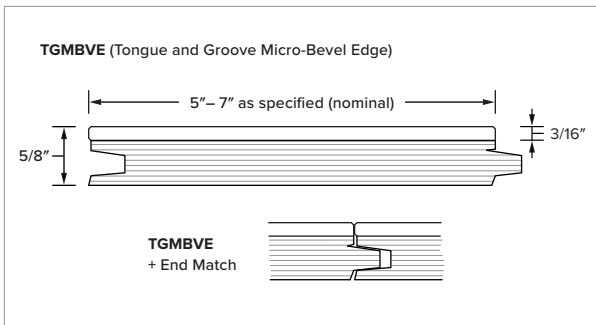 TGMBVE (Tongue and Groove Micro-Bevel Edge)
5″– 7″ as specified (nominal)
3/16″
5/8″
TGMBVE
+ End Match